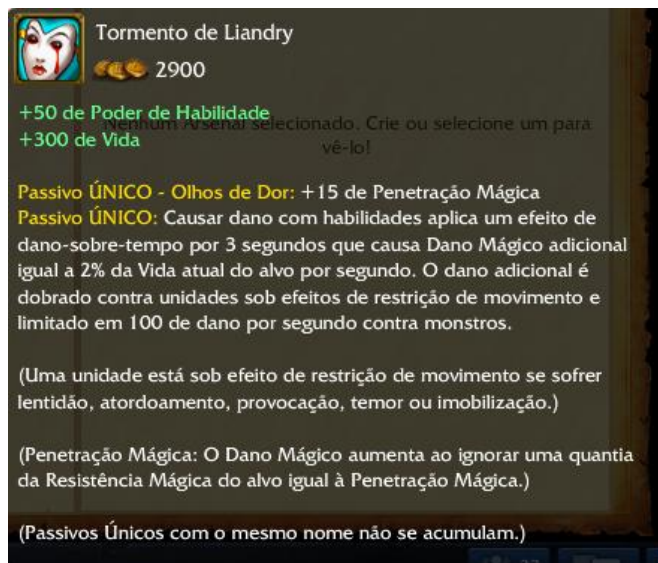 Tormento de Liandry
2900
+50 de Poder de Habilidade
Nenhum Arsenal selecionado. Crie ou selecione um para
+300 de Vida
vê-lo!
Passivo ÚNICO - Olhos de Dor: +15 de Penetração Mágica
Passivo ÚNICO: Causar dano com habilidades aplica um efeito de
dano-sobre-tempo por 3 segundos que causa Dano Mágico adicional
igual a 2% da Vida atual do alvo por segundo. O dano adicional é
dobrado contra unidades sob efeitos de restrição de movimento e
limitado em 100 de dano por segundo contra monstros.
(Uma unidade está sob efeito de restrição de movimento se sofrer
lentidão, atordoamento, provocação, temor ou imobilização.)
(Penetração Mágica: O Dano Mágico aumenta ao ignorar uma quantia
da Resistência Mágica do alvo igual à Penetração Mágica.)
(Passivos Únicos com o mesmo nome não se acumulam.)